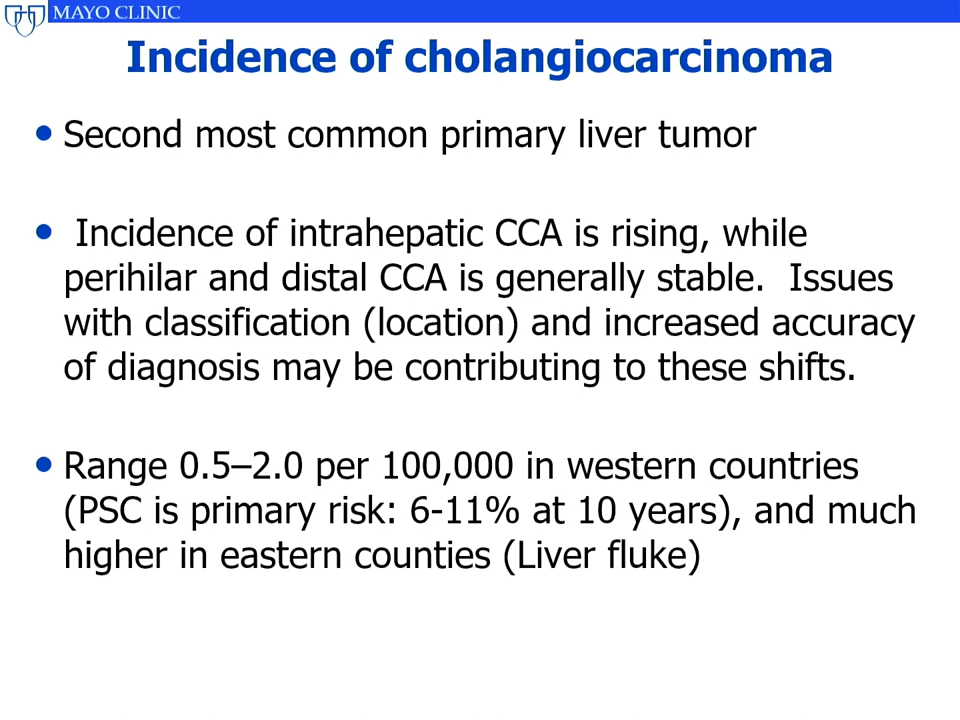 MAYO CLINIC
Incidence of cholangiocarcinoma
• Second most common primary liver tumor
• Incidence of intrahepatic CCA is rising, while
perihilar and distal CCA is generally stable.  Issues
with classification (location) and increased accuracy
of diagnosis may be contributing to these shifts.
• Range 0.5–2.0 per 100,000 in western countries
(PSC is primary risk: 6-11% at 10 years), and much
higher in eastern counties (Liver fluke)